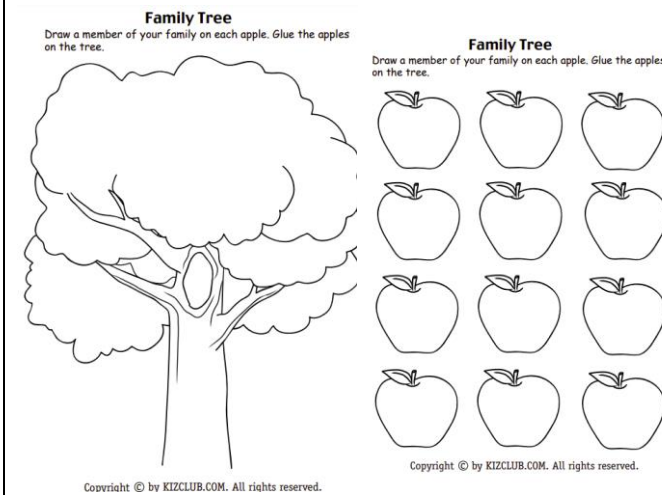 Family Tree
Draw a member of your family on each apple. Glue the apples
on the tree.
Copyright © by KIZCLUB.COM. All rights reserved.
Family Tree
Draw a member of your family on each apple. Glue the apples
on the tree.
Copyright © by KIZCLUB.COM. All rights reserved.